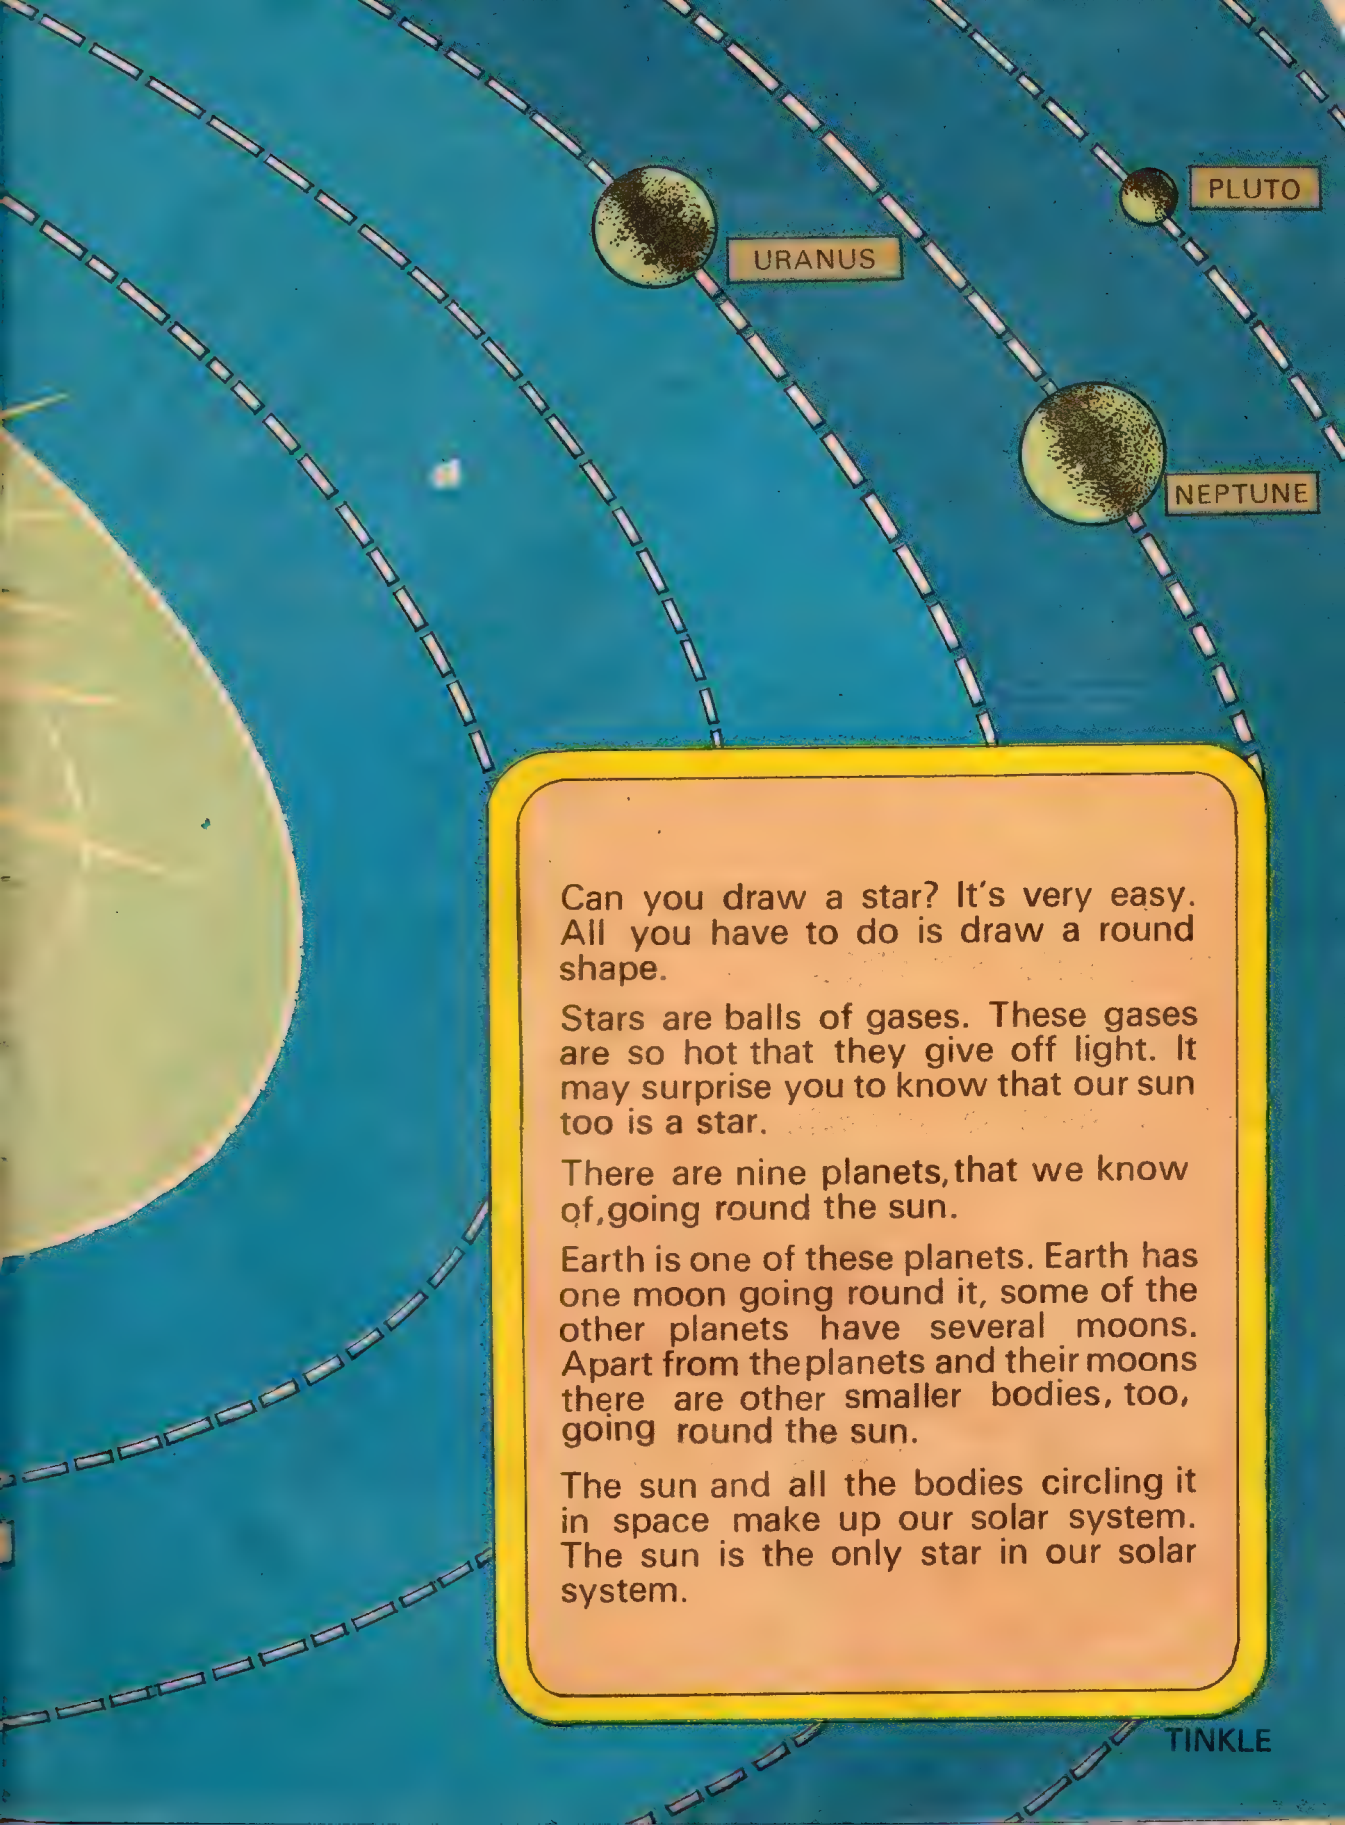 PLUTO
URANUS
NEPTUNE
Can you draw a star? It's very easy.
All you have to do is draw a round
shape.
Stars are balls of gases. These gases
are so hot that they give off light. It
may surprise you to know that our sun
too is a star.
There are nine planets, that we know
of, going round the sun.
Earth is one of these planets. Earth has
one moon going round it, some of the
other planets have several moons.
Apart from the planets and their moons
there are other smaller bodies, too,
going round the sun.
The sun and all the bodies circling it
in space make up our solar system.
The sun is the only star in our solar
system.
TINKLE